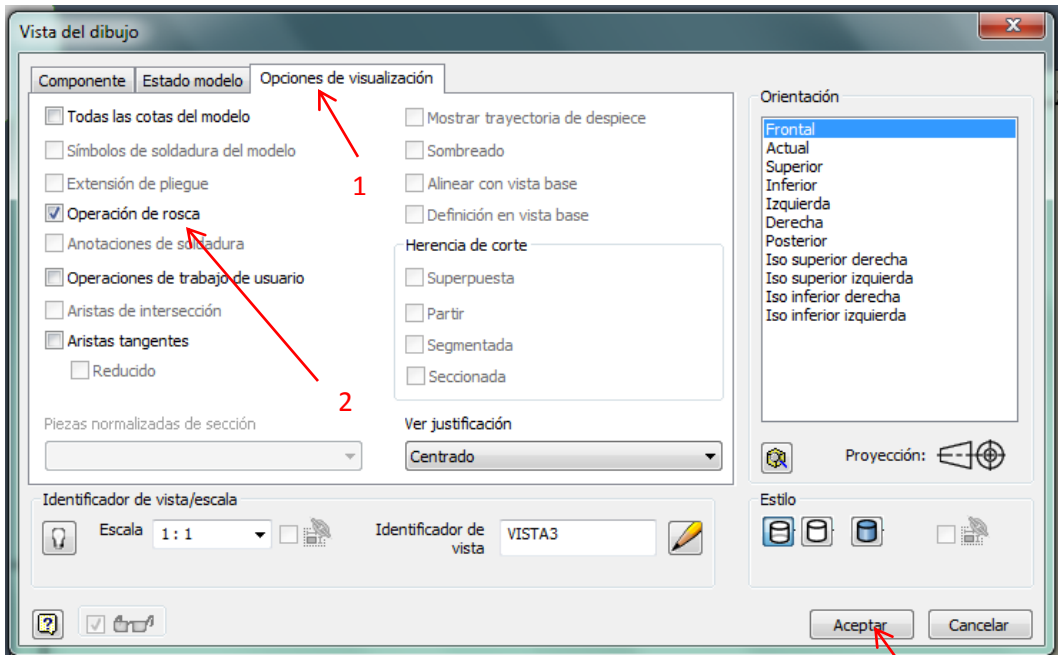 Vista del dibujo
Componente Estado modelo Opciones de visualización
Todas las cotas del modelo
Símbolos de soldadura del modelo
Extensión de pliegue
Operación de rosca
Anotaciones de soldadura
Operaciones de trabajo de usuario
Aristas de intersección
Aristas tangentes
Reducido
Piezas normalizadas de sección
Mostrar trayectoria de despiece
Sombreado
Alinear con vista base
Definición en vista base
Herencia de corte
Superpuesta
Partir
Segmentada
Seccionada
Ver justificación
Centrado
1
2
Orientación
Frontal
Actual
Superior
Inferior
Izquierda
Derecha
Posterior
Iso superior derecha
Iso superior izquierda
Iso inferior derecha
Iso inferior izquierda
Proyección:
Identificador de vista/escala
Escala 1 : 1
Identificador de
vista
VISTA3
Estilo
Aceptar Cancelar